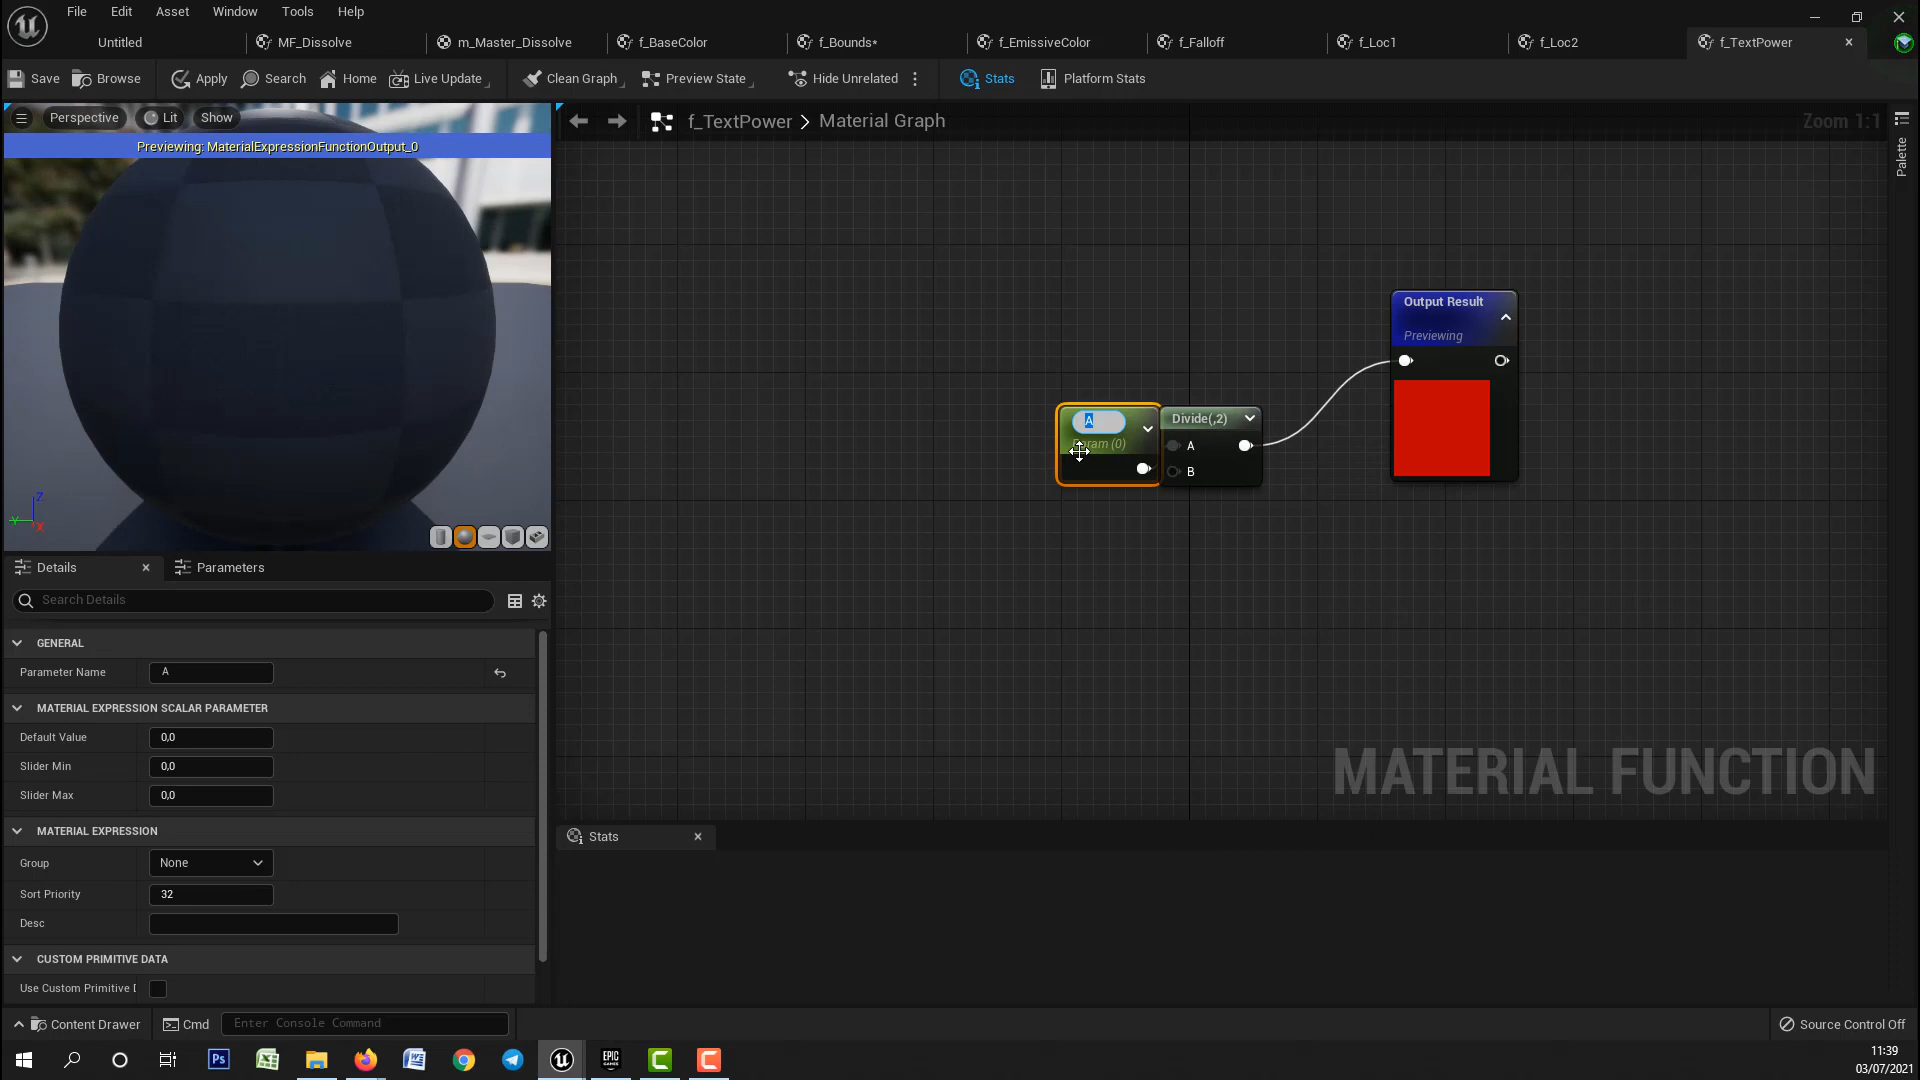 File Edit Asset Window Tools Help
Untitled MF_Dissolve m_Master_Dissolve f_BaseColor f_Bounds* f_EmissiveColor f_Falloff f_Loc1 f_Loc2 f_TextPower
Save Browse Apply Search Home Live Update Clean Graph Preview State Hide Unrelated Stats Platform Stats
Perspective Lit Show
f_TextPower > Material Graph
Zoom 1:1
Palette
Previewing: MaterialExpressionFunctionOutput_0
Output Result
Previewing
A
Param (0)
Divide(,2)
A
B
Z
Y
X
Details Parameters
Search Details
GENERAL
Parameter Name A
MATERIAL EXPRESSION SCALAR PARAMETER
Default Value 0,0
Slider Min 0,0
Slider Max 0,0
MATERIAL EXPRESSION
Group None
Sort Priority 32
Desc
CUSTOM PRIMITIVE DATA
Use Custom Primitive D
MATERIAL FUNCTION
Stats
Content Drawer Cmd Enter Console Command Source Control Off
Ps EPIC GAMES
11:39
03/07/2021